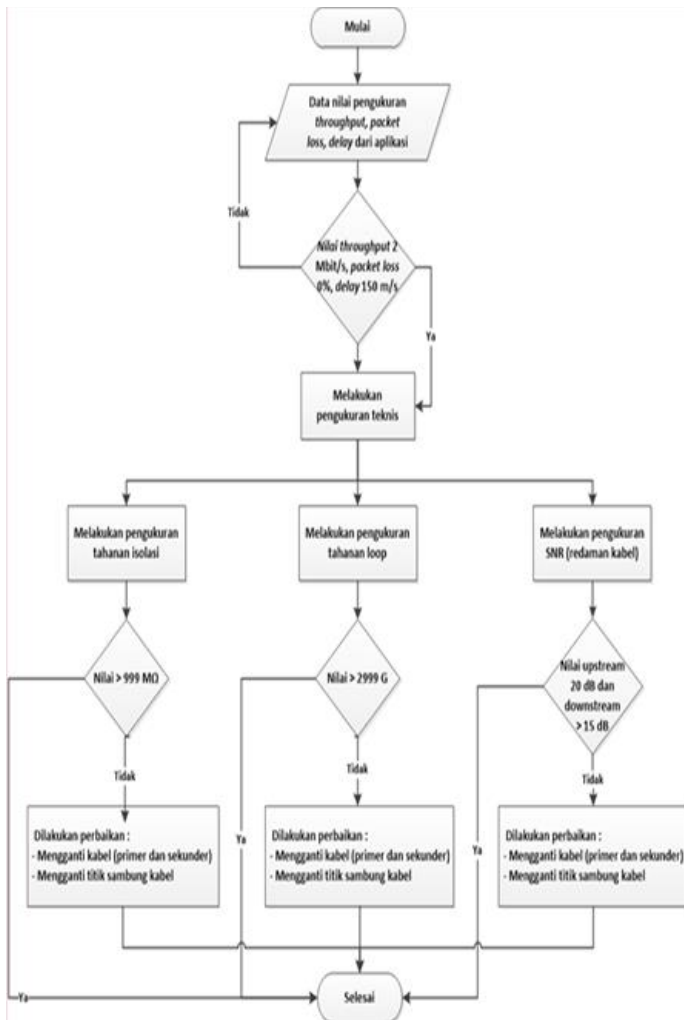 Mulai
Data nilai pengukuran
throughput, packet
loss, delay dari aplikasi
Tidak
Nilai throughput 2
Mbit/s, packet loss
0%, delay 150 m/s
Ya
Melakukan
pengukuran teknis
Melakukan pengukuran
tahanan isolasi
Melakukan pengukuran
tahanan loop
Melakukan pengukuran
SNR (redaman kabel)
Nilai > 999 MΩ
Nilai > 2999 G
Nilai upstream
20 dB dan
downstream
> 15 dB
Tidak
Tidak
Tidak
Dilakukan perbaikan :
- Mengganti kabel (primer dan sekunder)
- Mengganti titik sambung kabel
Ya
Dilakukan perbaikan :
- Mengganti kabel (primer dan sekunder)
- Mengganti titik sambung kabel
Ya
Dilakukan perbaikan :
- Mengganti kabel (primer dan sekunder)
- Mengganti titik sambung kabel
Ya
Selesai